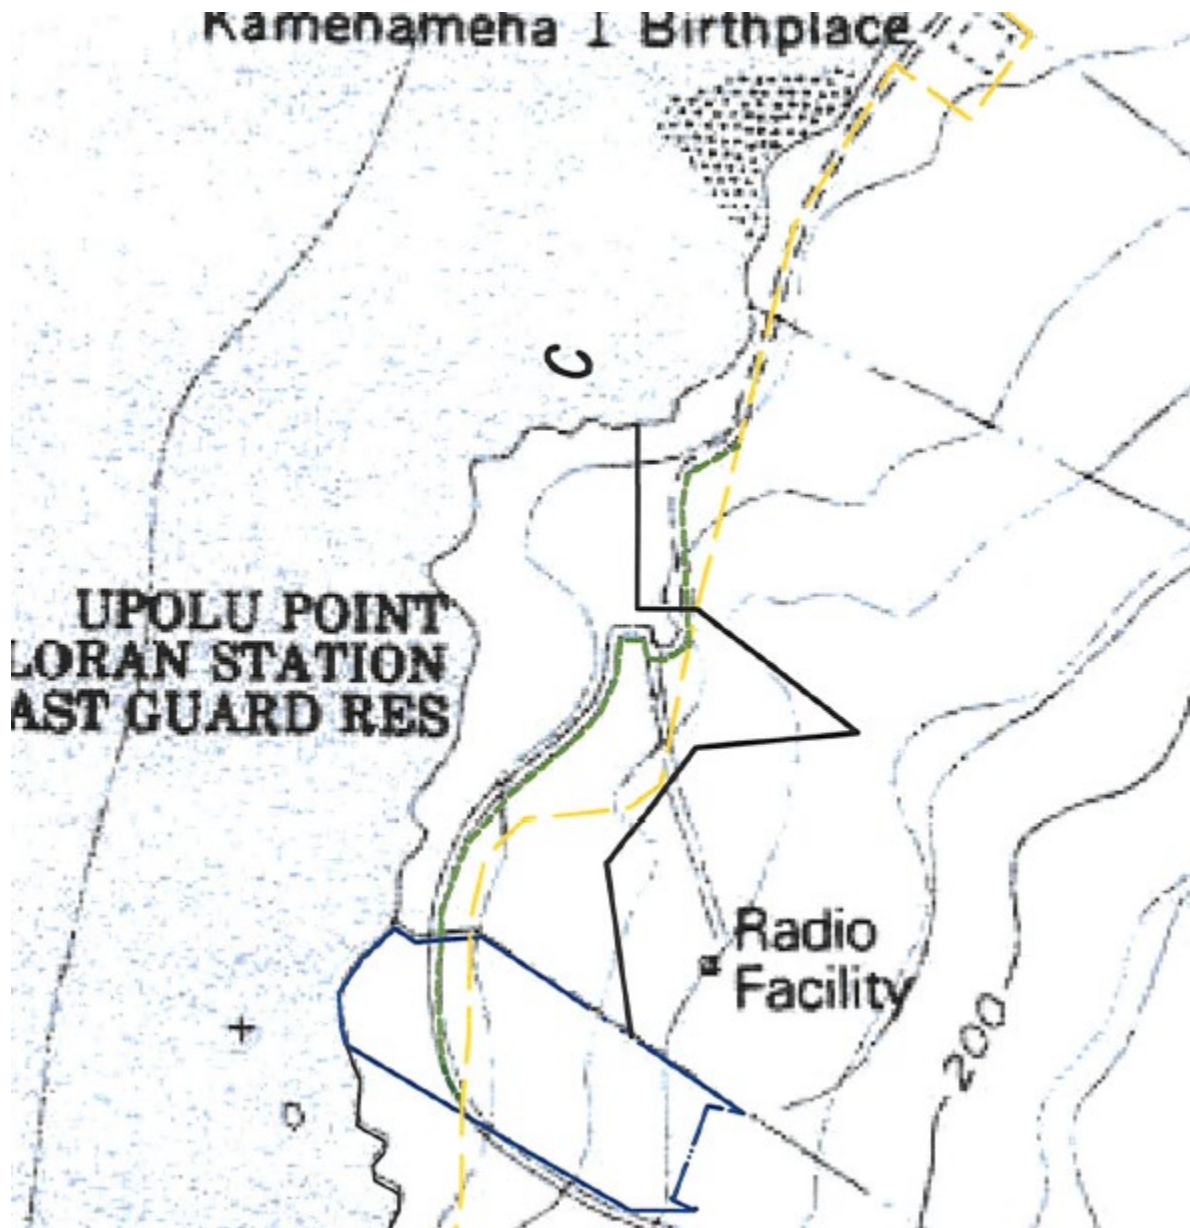 Kamehameha I Birthplace
C
UPOLU POINT
LORAN STATION
AST GUARD RES
Radio
Facility
200